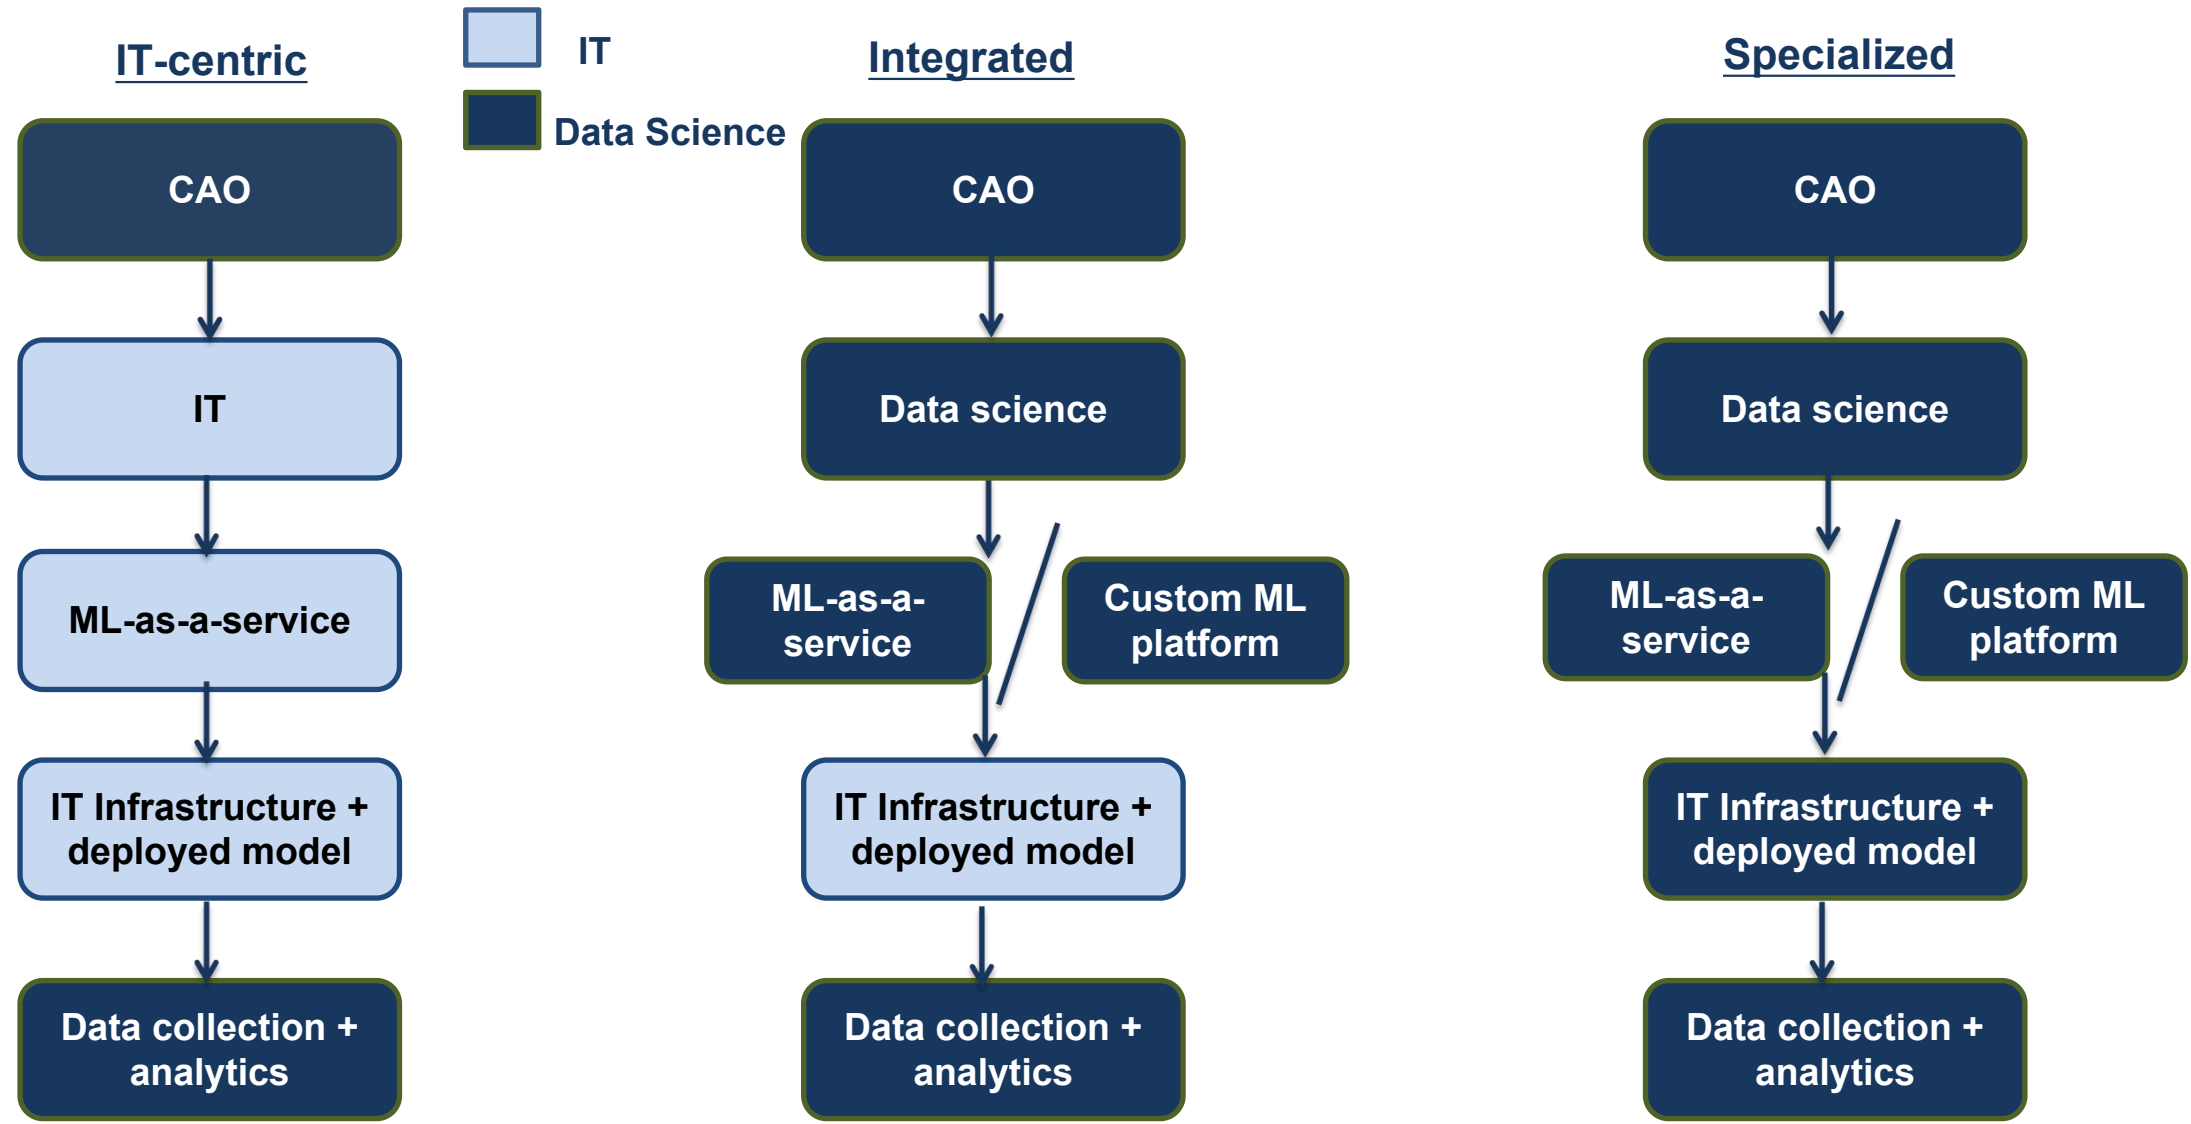 IT-centric
IT
Data Science
Integrated
Specialized
CAO
IT
ML-as-a-service
IT Infrastructure +
deployed model
Data collection +
analytics
CAO
Data science
ML-as-a-
service
Custom ML
platform
IT Infrastructure +
deployed model
Data collection +
analytics
CAO
Data science
ML-as-a-
service
Custom ML
platform
IT Infrastructure +
deployed model
Data collection +
analytics